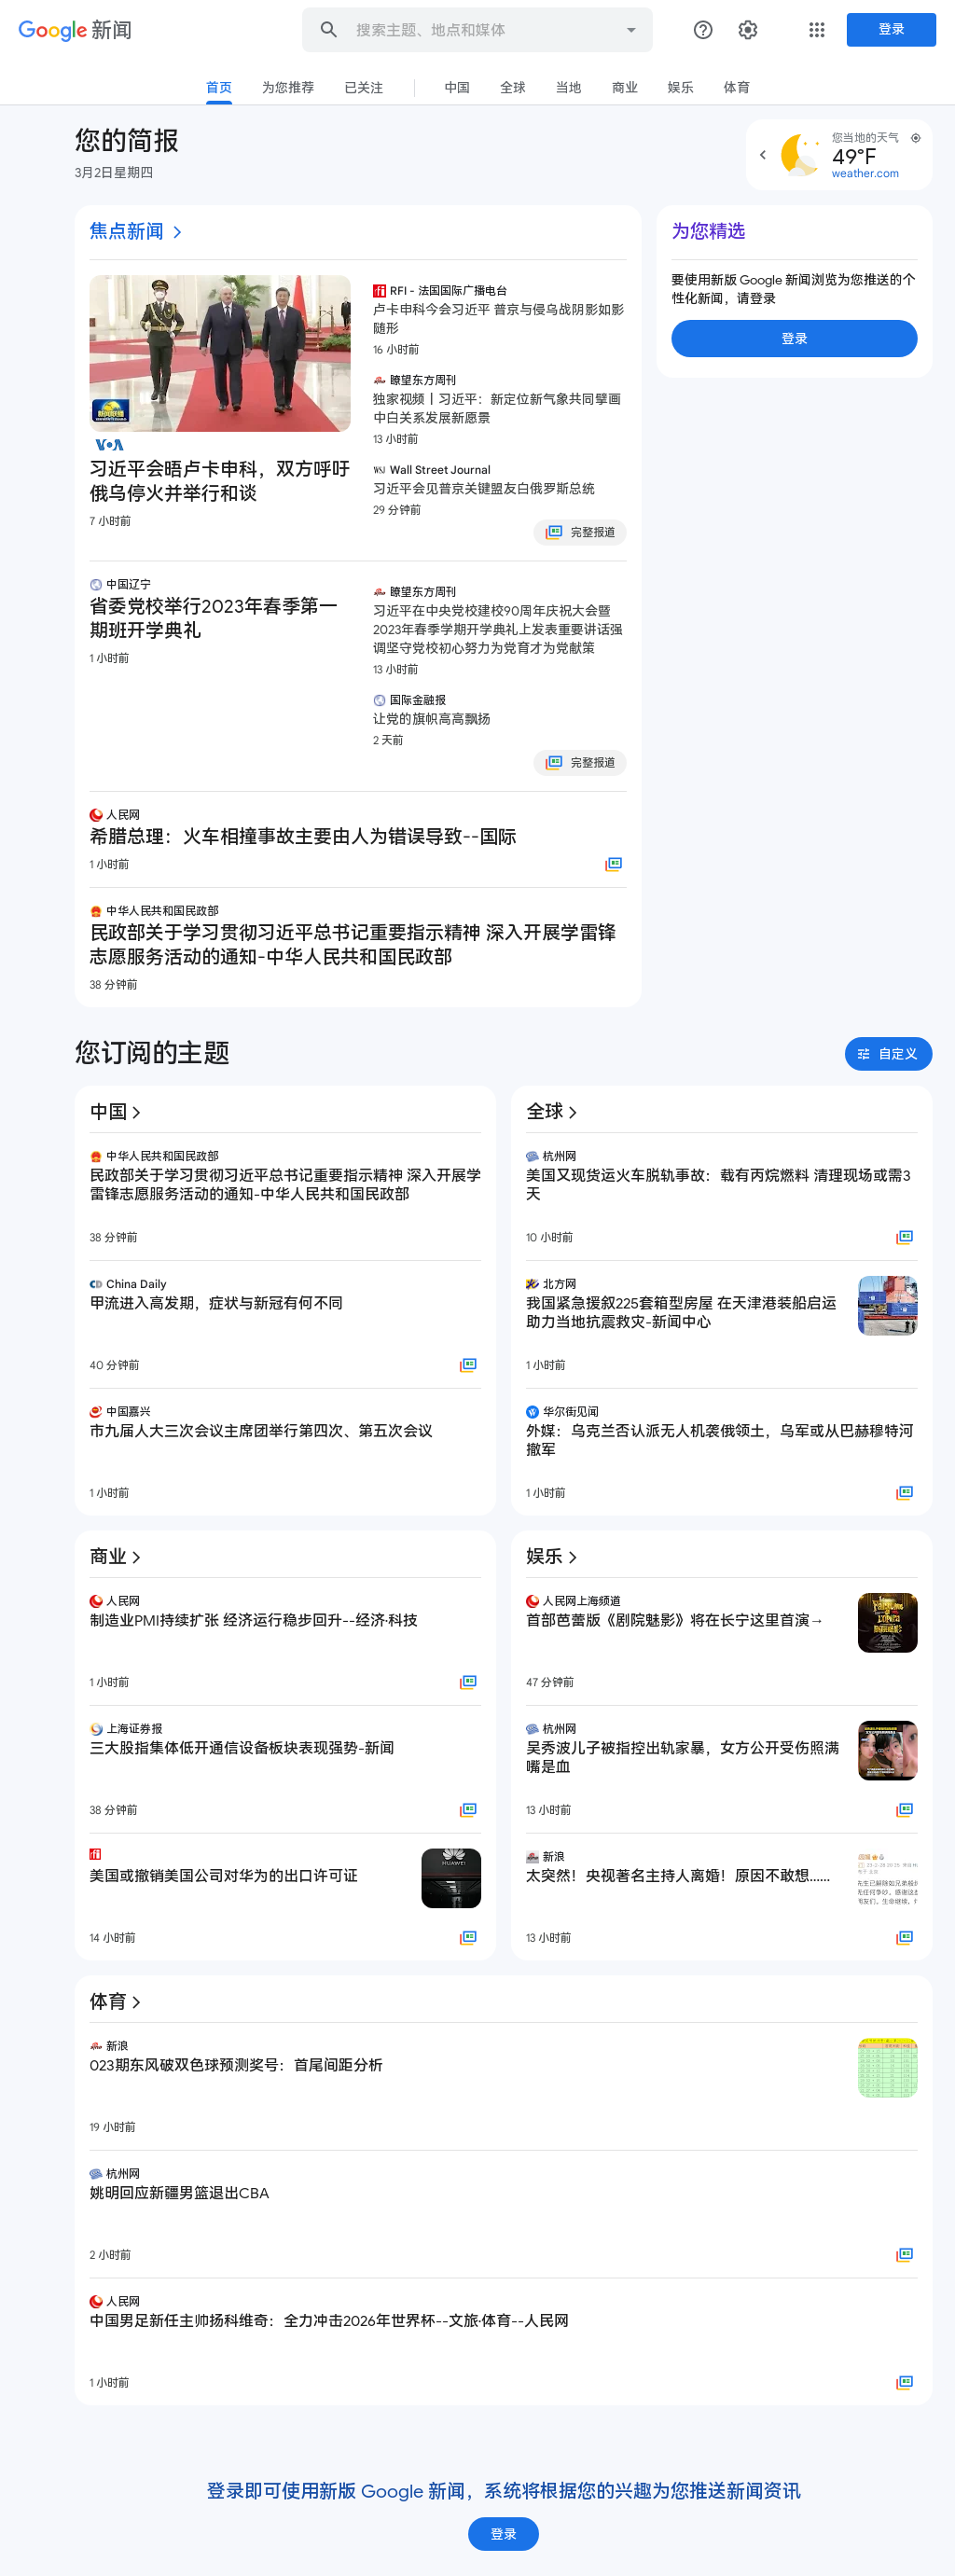 Google 新闻
搜索主题、地点和媒体
登录
首页
为您推荐
已关注
中国
全球
当地
商业
娱乐
体育
您的简报
3月2日星期四
您当地的天气
49°F
weather.com
焦点新闻
VOA
习近平会晤卢卡申科，双方呼吁
俄乌停火并举行和谈
7 小时前
RFI - 法国国际广播电台
卢卡申科今会习近平 普京与侵乌战阴影如影
随形
16 小时前
瞭望东方周刊
独家视频丨习近平：新定位新气象共同擘画
中白关系发展新愿景
13 小时前
Wall Street Journal
习近平会见普京关键盟友白俄罗斯总统
29 分钟前
完整报道
中国辽宁
省委党校举行2023年春季第一
期班开学典礼
1 小时前
瞭望东方周刊
习近平在中央党校建校90周年庆祝大会暨
2023年春季学期开学典礼上发表重要讲话强
调坚守党校初心努力为党育才为党献策
13 小时前
国际金融报
让党的旗帜高高飘扬
2 天前
完整报道
人民网
希腊总理：火车相撞事故主要由人为错误导致--国际
1 小时前
中华人民共和国民政部
民政部关于学习贯彻习近平总书记重要指示精神 深入开展学雷锋
志愿服务活动的通知-中华人民共和国民政部
38 分钟前
为您精选
要使用新版 Google 新闻浏览为您推送的个
性化新闻，请登录
登录
您订阅的主题
自定义
中国
中华人民共和国民政部
民政部关于学习贯彻习近平总书记重要指示精神 深入开展学
雷锋志愿服务活动的通知-中华人民共和国民政部
38 分钟前
China Daily
甲流进入高发期，症状与新冠有何不同
40 分钟前
中国嘉兴
市九届人大三次会议主席团举行第四次、第五次会议
1 小时前
全球
杭州网
美国又现货运火车脱轨事故：载有丙烷燃料 清理现场或需3
天
10 小时前
北方网
我国紧急援叙225套箱型房屋 在天津港装船启运
助力当地抗震救灾-新闻中心
1 小时前
华尔街见闻
外媒：乌克兰否认派无人机袭俄领土，乌军或从巴赫穆特河
撤军
1 小时前
商业
人民网
制造业PMI持续扩张 经济运行稳步回升--经济·科技
1 小时前
上海证券报
三大股指集体低开通信设备板块表现强势-新闻
38 分钟前
美国或撤销美国公司对华为的出口许可证
HUAWEI
14 小时前
娱乐
人民网上海频道
首部芭蕾版《剧院魅影》将在长宁这里首演→
47 分钟前
杭州网
吴秀波儿子被指控出轨家暴，女方公开受伤照满
嘴是血
13 小时前
新浪
太突然！央视著名主持人离婚！原因不敢想……
13 小时前
体育
新浪
023期东风破双色球预测奖号：首尾间距分析
19 小时前
杭州网
姚明回应新疆男篮退出CBA
2 小时前
人民网
中国男足新任主帅扬科维奇：全力冲击2026年世界杯--文旅·体育--人民网
1 小时前
登录即可使用新版 Google 新闻，系统将根据您的兴趣为您推送新闻资讯
登录